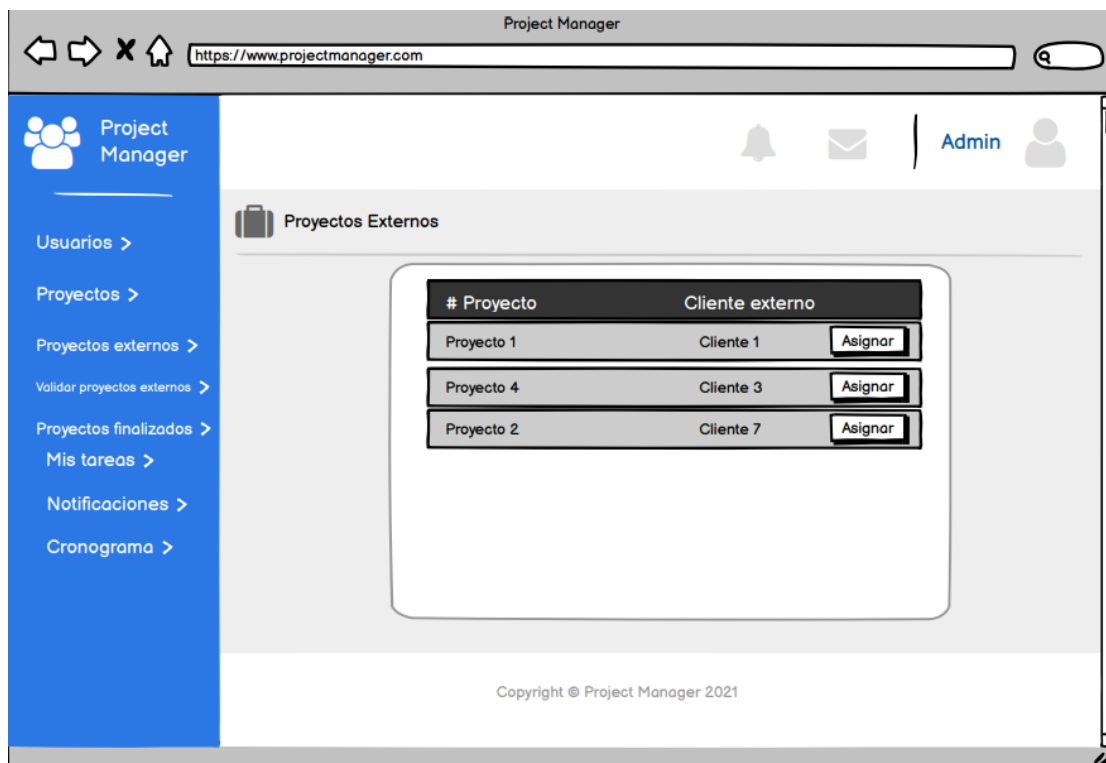 Project Manager
https://www.projectmanager.com
Project
Manager
Admin
Usuarios >
Proyectos >
Proyectos externos >
Validar proyectos externos >
Proyectos finalizados >
Mis tareas >
Notificaciones >
Cronograma >
Proyectos Externos
# Proyecto Cliente externo
Proyecto 1 Cliente 1 Asignar
Proyecto 4 Cliente 3 Asignar
Proyecto 2 Cliente 7 Asignar
Copyright © Project Manager 2021